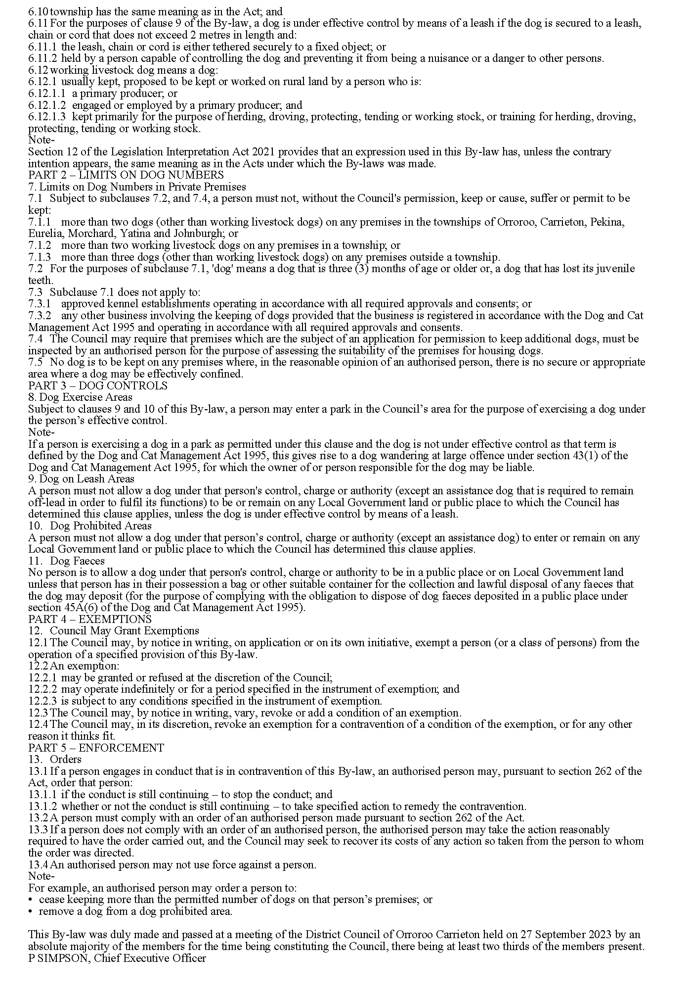 6.10 township has the same meaning as in the Act; and
6.11 For the purposes of clause 9 of the By-law, a dog is under effective control by means of a leash if the dog is secured to a leash,
chain or cord that does not exceed 2 metres in length and:
6.11.1 the leash, chain or cord is either tethered securely to a fixed object; or
6.11.2 held by a person capable of controlling the dog and preventing it from being a nuisance or a danger to other persons.
6.12 working livestock dog means a dog:
6.12.1 usually kept, proposed to be kept or worked on rural land by a person who is:
6.12.1.1 a primary producer; or
6.12.1.2 engaged or employed by a primary producer; and
6.12.1.3 kept primarily for the purpose of herding, droving, protecting, tending or working stock, or training for herding, droving,
protecting, tending or working stock.
Note-
Section 12 of the Legislation Interpretation Act 2021 provides that an expression used in this By-law has, unless the contrary
intention appears, the same meaning as in the Acts under which the By-laws was made.
PART 2 – LIMITS ON DOG NUMBERS
7. Limits on Dog Numbers in Private Premises
7.1 Subject to subclauses 7.2, and 7.4, a person must not, without the Council's permission, keep or cause, suffer or permit to be
kept:
7.1.1 more than two dogs (other than working livestock dogs) on any premises in the townships of Orroroo, Carrieton, Pekina,
Eurelia, Morchard, Yatina and Johnburgh; or
7.1.2 more than two working livestock dogs on any premises in a township; or
7.1.3 more than three dogs (other than working livestock dogs) on any premises outside a township.
7.2 For the purposes of subclause 7.1, 'dog' means a dog that is three (3) months of age or older or, a dog that has lost its juvenile
teeth.
7.3 Subclause 7.1 does not apply to:
7.3.1 approved kennel establishments operating in accordance with all required approvals and consents; or
7.3.2 any other business involving the keeping of dogs provided that the business is registered in accordance with the Dog and Cat
Management Act 1995 and operating in accordance with all required approvals and consents.
7.4 The Council may require that premises which are the subject of an application for permission to keep additional dogs, must be
inspected by an authorised person for the purpose of assessing the suitability of the premises for housing dogs.
7.5 No dog is to be kept on any premises where, in the reasonable opinion of an authorised person, there is no secure or appropriate
area where a dog may be effectively confined.
PART 3 – DOG CONTROLS
8. Dog Exercise Areas
Subject to clauses 9 and 10 of this By-law, a person may enter a park in the Council’s area for the purpose of exercising a dog under
the person’s effective control.
Note-
If a person is exercising a dog in a park as permitted under this clause and the dog is not under effective control as that term is
defined by the Dog and Cat Management Act 1995, this gives rise to a dog wandering at large offence under section 43(1) of the
Dog and Cat Management Act 1995, for which the owner of or person responsible for the dog may be liable.
9. Dog on Leash Areas
A person must not allow a dog under that person's control, charge or authority (except an assistance dog that is required to remain
off-lead in order to fulfil its functions) to be or remain on any Local Government land or public place to which the Council has
determined this clause applies, unless the dog is under effective control by means of a leash.
10. Dog Prohibited Areas
A person must not allow a dog under that person’s control, charge or authority (except an assistance dog) to enter or remain on any
Local Government land or public place to which the Council has determined this clause applies.
11. Dog Faeces
No person is to allow a dog under that person's control, charge or authority to be in a public place or on Local Government land
unless that person has in their possession a bag or other suitable container for the collection and lawful disposal of any faeces that
the dog may deposit (for the purpose of complying with the obligation to dispose of dog faeces deposited in a public place under
section 45A(6) of the Dog and Cat Management Act 1995).
PART 4 – EXEMPTIONS
12. Council May Grant Exemptions
12.1 The Council may, by notice in writing, on application or on its own initiative, exempt a person (or a class of persons) from the
operation of a specified provision of this By-law.
12.2 An exemption:
12.2.1 may be granted or refused at the discretion of the Council;
12.2.2 may operate indefinitely or for a period specified in the instrument of exemption; and
12.2.3 is subject to any conditions specified in the instrument of exemption.
12.3 The Council may, by notice in writing, vary, revoke or add a condition of an exemption.
12.4 The Council may, in its discretion, revoke an exemption for a contravention of a condition of the exemption, or for any other
reason it thinks fit.
PART 5 – ENFORCEMENT
13. Orders
13.1 If a person engages in conduct that is in contravention of this By-law, an authorised person may, pursuant to section 262 of the
Act, order that person:
13.1.1 if the conduct is still continuing – to stop the conduct; and
13.1.2 whether or not the conduct is still continuing – to take specified action to remedy the contravention.
13.2 A person must comply with an order of an authorised person made pursuant to section 262 of the Act.
13.3 If a person does not comply with an order of an authorised person, the authorised person may take the action reasonably
required to have the order carried out, and the Council may seek to recover its costs of any action so taken from the person to whom
the order was directed.
13.4 An authorised person may not use force against a person.
Note-
For example, an authorised person may order a person to:
• cease keeping more than the permitted number of dogs on that person’s premises; or
• remove a dog from a dog prohibited area.
This By-law was duly made and passed at a meeting of the District Council of Orroroo Carrieton held on 27 September 2023 by an
absolute majority of the members for the time being constituting the Council, there being at least two thirds of the members present.
P SIMPSON, Chief Executive Officer